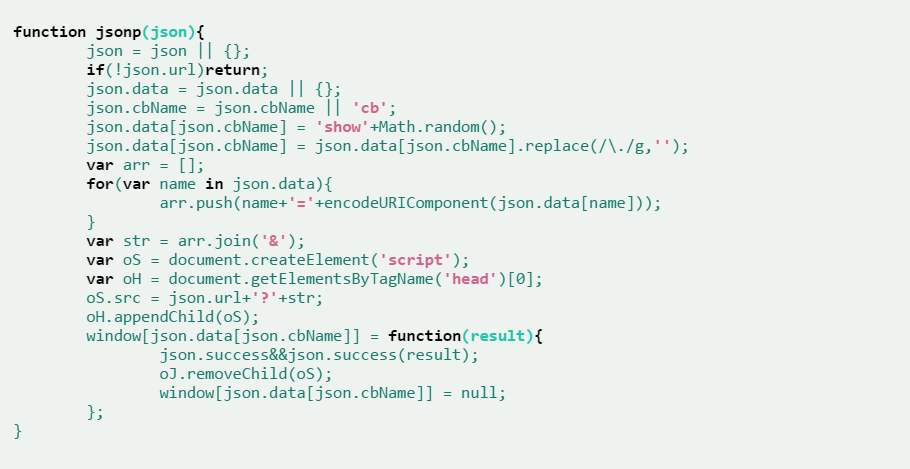 function jsonp(json){
        json = json || {};
        if(!json.url)return;
        json.data = json.data || {};
        json.cbName = json.cbName || 'cb';
        json.data[json.cbName] = 'show'+Math.random();
        json.data[json.cbName] = json.data[json.cbName].replace(/\./g,'');
        var arr = [];
        for(var name in json.data){
                arr.push(name+'='+encodeURIComponent(json.data[name]));
        }
        var str = arr.join('&');
        var oS = document.createElement('script');
        var oH = document.getElementsByTagName('head')[0];
        oS.src = json.url+'?'+str;
        oH.appendChild(oS);
        window[json.data[json.cbName]] = function(result){
                json.success&&json.success(result);
                oJ.removeChild(oS);
                window[json.data[json.cbName]] = null;
        };
}